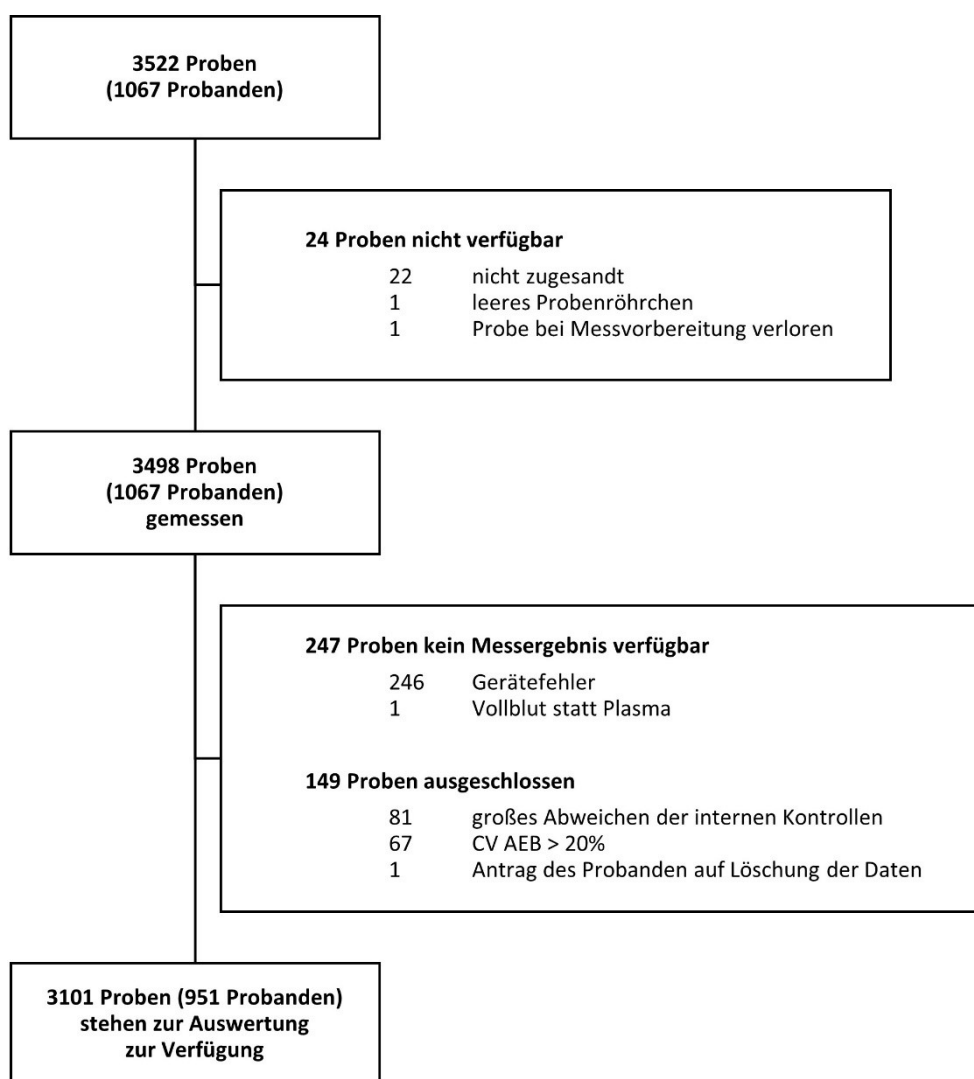 3522 Proben
(1067 Probanden)
24 Proben nicht verfügbar
22 nicht zugesandt
1 leeres Probenröhrchen
1 Probe bei Messvorbereitung verloren
3498 Proben
(1067 Probanden)
gemessen
247 Proben kein Messergebnis verfügbar
246 Gerätefehler
1 Vollblut statt Plasma
149 Proben ausgeschlossen
81 großes Abweichen der internen Kontrollen
67 CV AEB > 20%
1 Antrag des Probanden auf Löschung der Daten
3101 Proben (951 Probanden)
stehen zur Auswertung
zur Verfügung